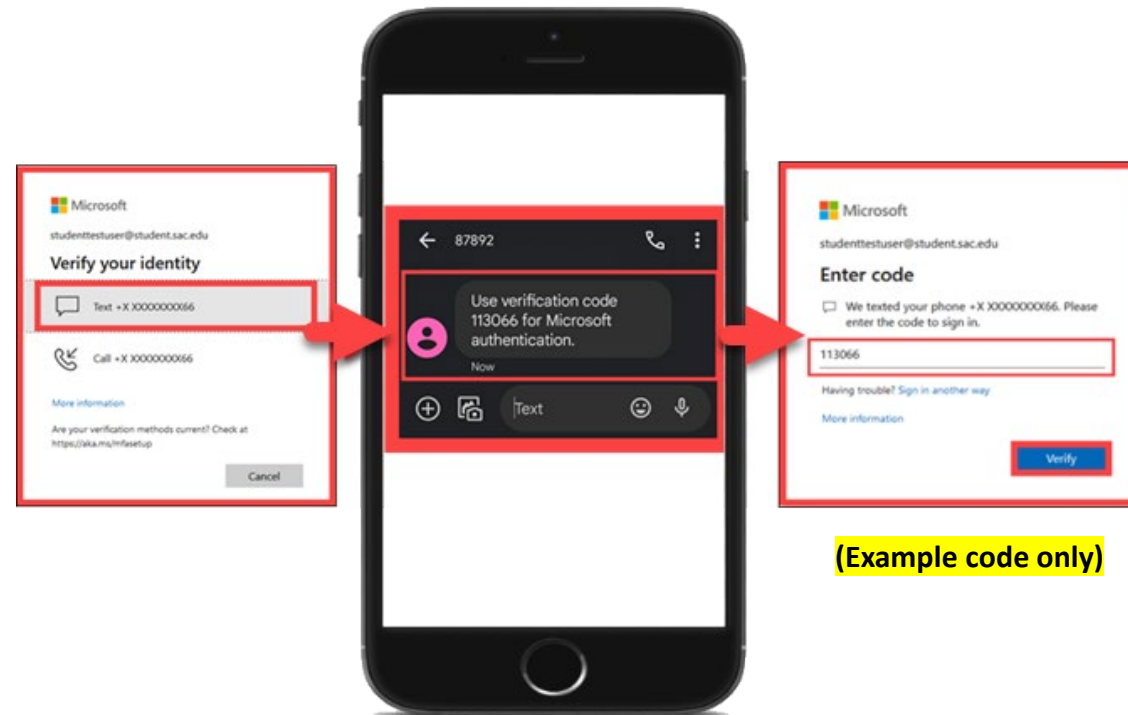 Microsoft
studenttestuser@student.sac.edu
Verify your identity
Text +X XXXXXXXX66
Call +X XXXXXXXX66
More information
Are your verification methods current? Check at
https://aka.ms/mfasetup
Cancel
87892
Use verification code
113066 for Microsoft
authentication.
Now
Text
Microsoft
studenttestuser@student.sac.edu
Enter code
We texted your phone +X XXXXXXXX66. Please
enter the code to sign in.
113066
Having trouble? Sign in another way
More information
Verify
(Example code only)